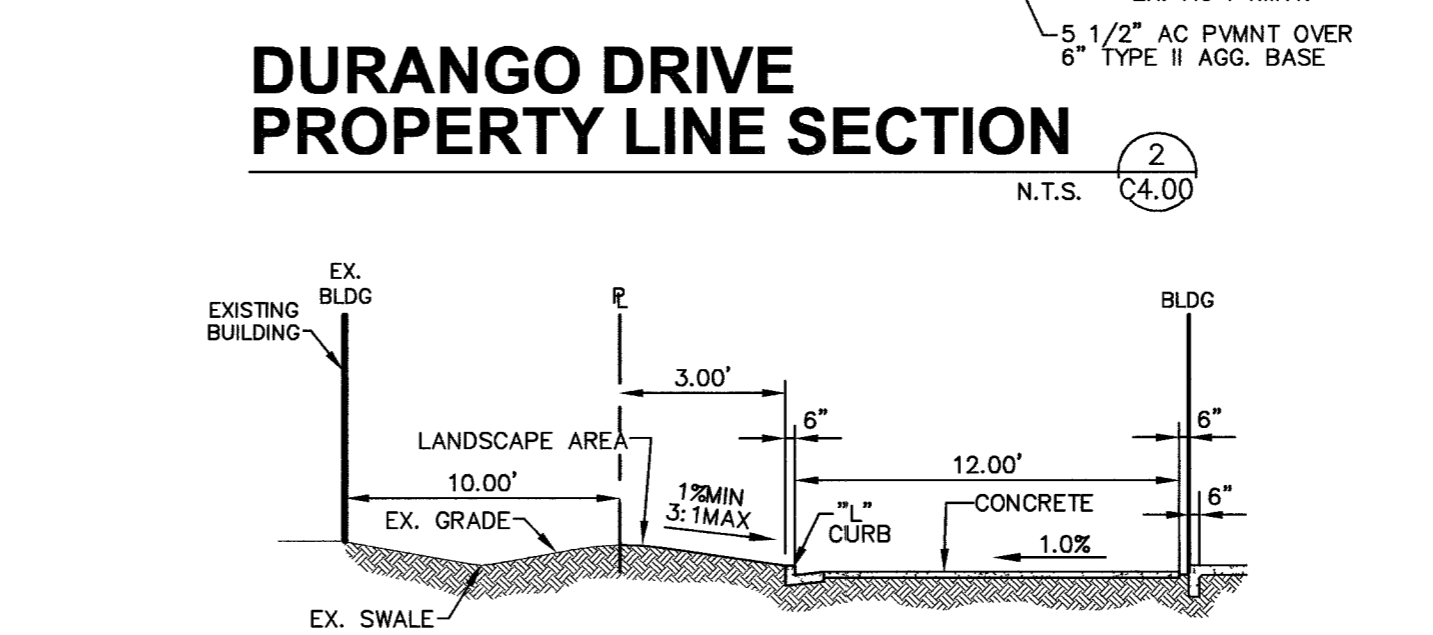 5 1/2" AC PVMNT OVER
6" TYPE II AGG. BASE
DURANGO DRIVE
PROPERTY LINE SECTION
2
N.T.S.
C4.00
EX.
BLDG
PL
BLDG
EXISTING
BUILDING
3.00'
6"
6"
LANDSCAPE AREA
12.00'
10.00'
1%MIN
3:1MAX
"L"
CURB
CONCRETE
6"
EX. GRADE
1.0%
EX. SWALE